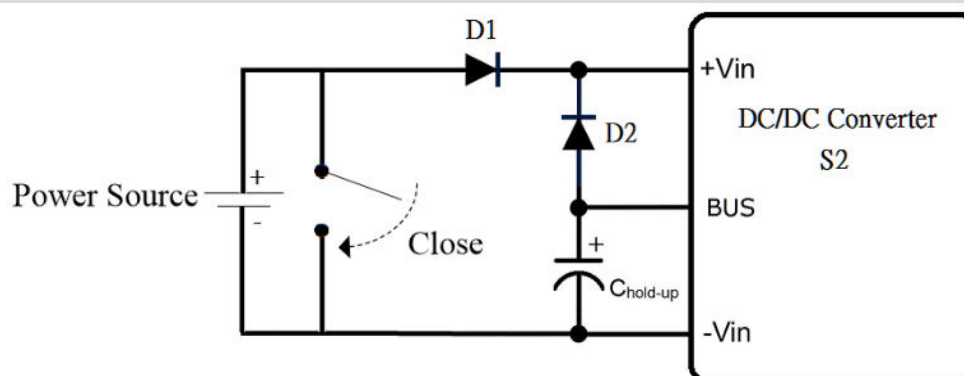 D1
+Vin
D2
DC/DC Converter
S2
Power Source
+
-
Close
BUS
+
Chold-up
-Vin